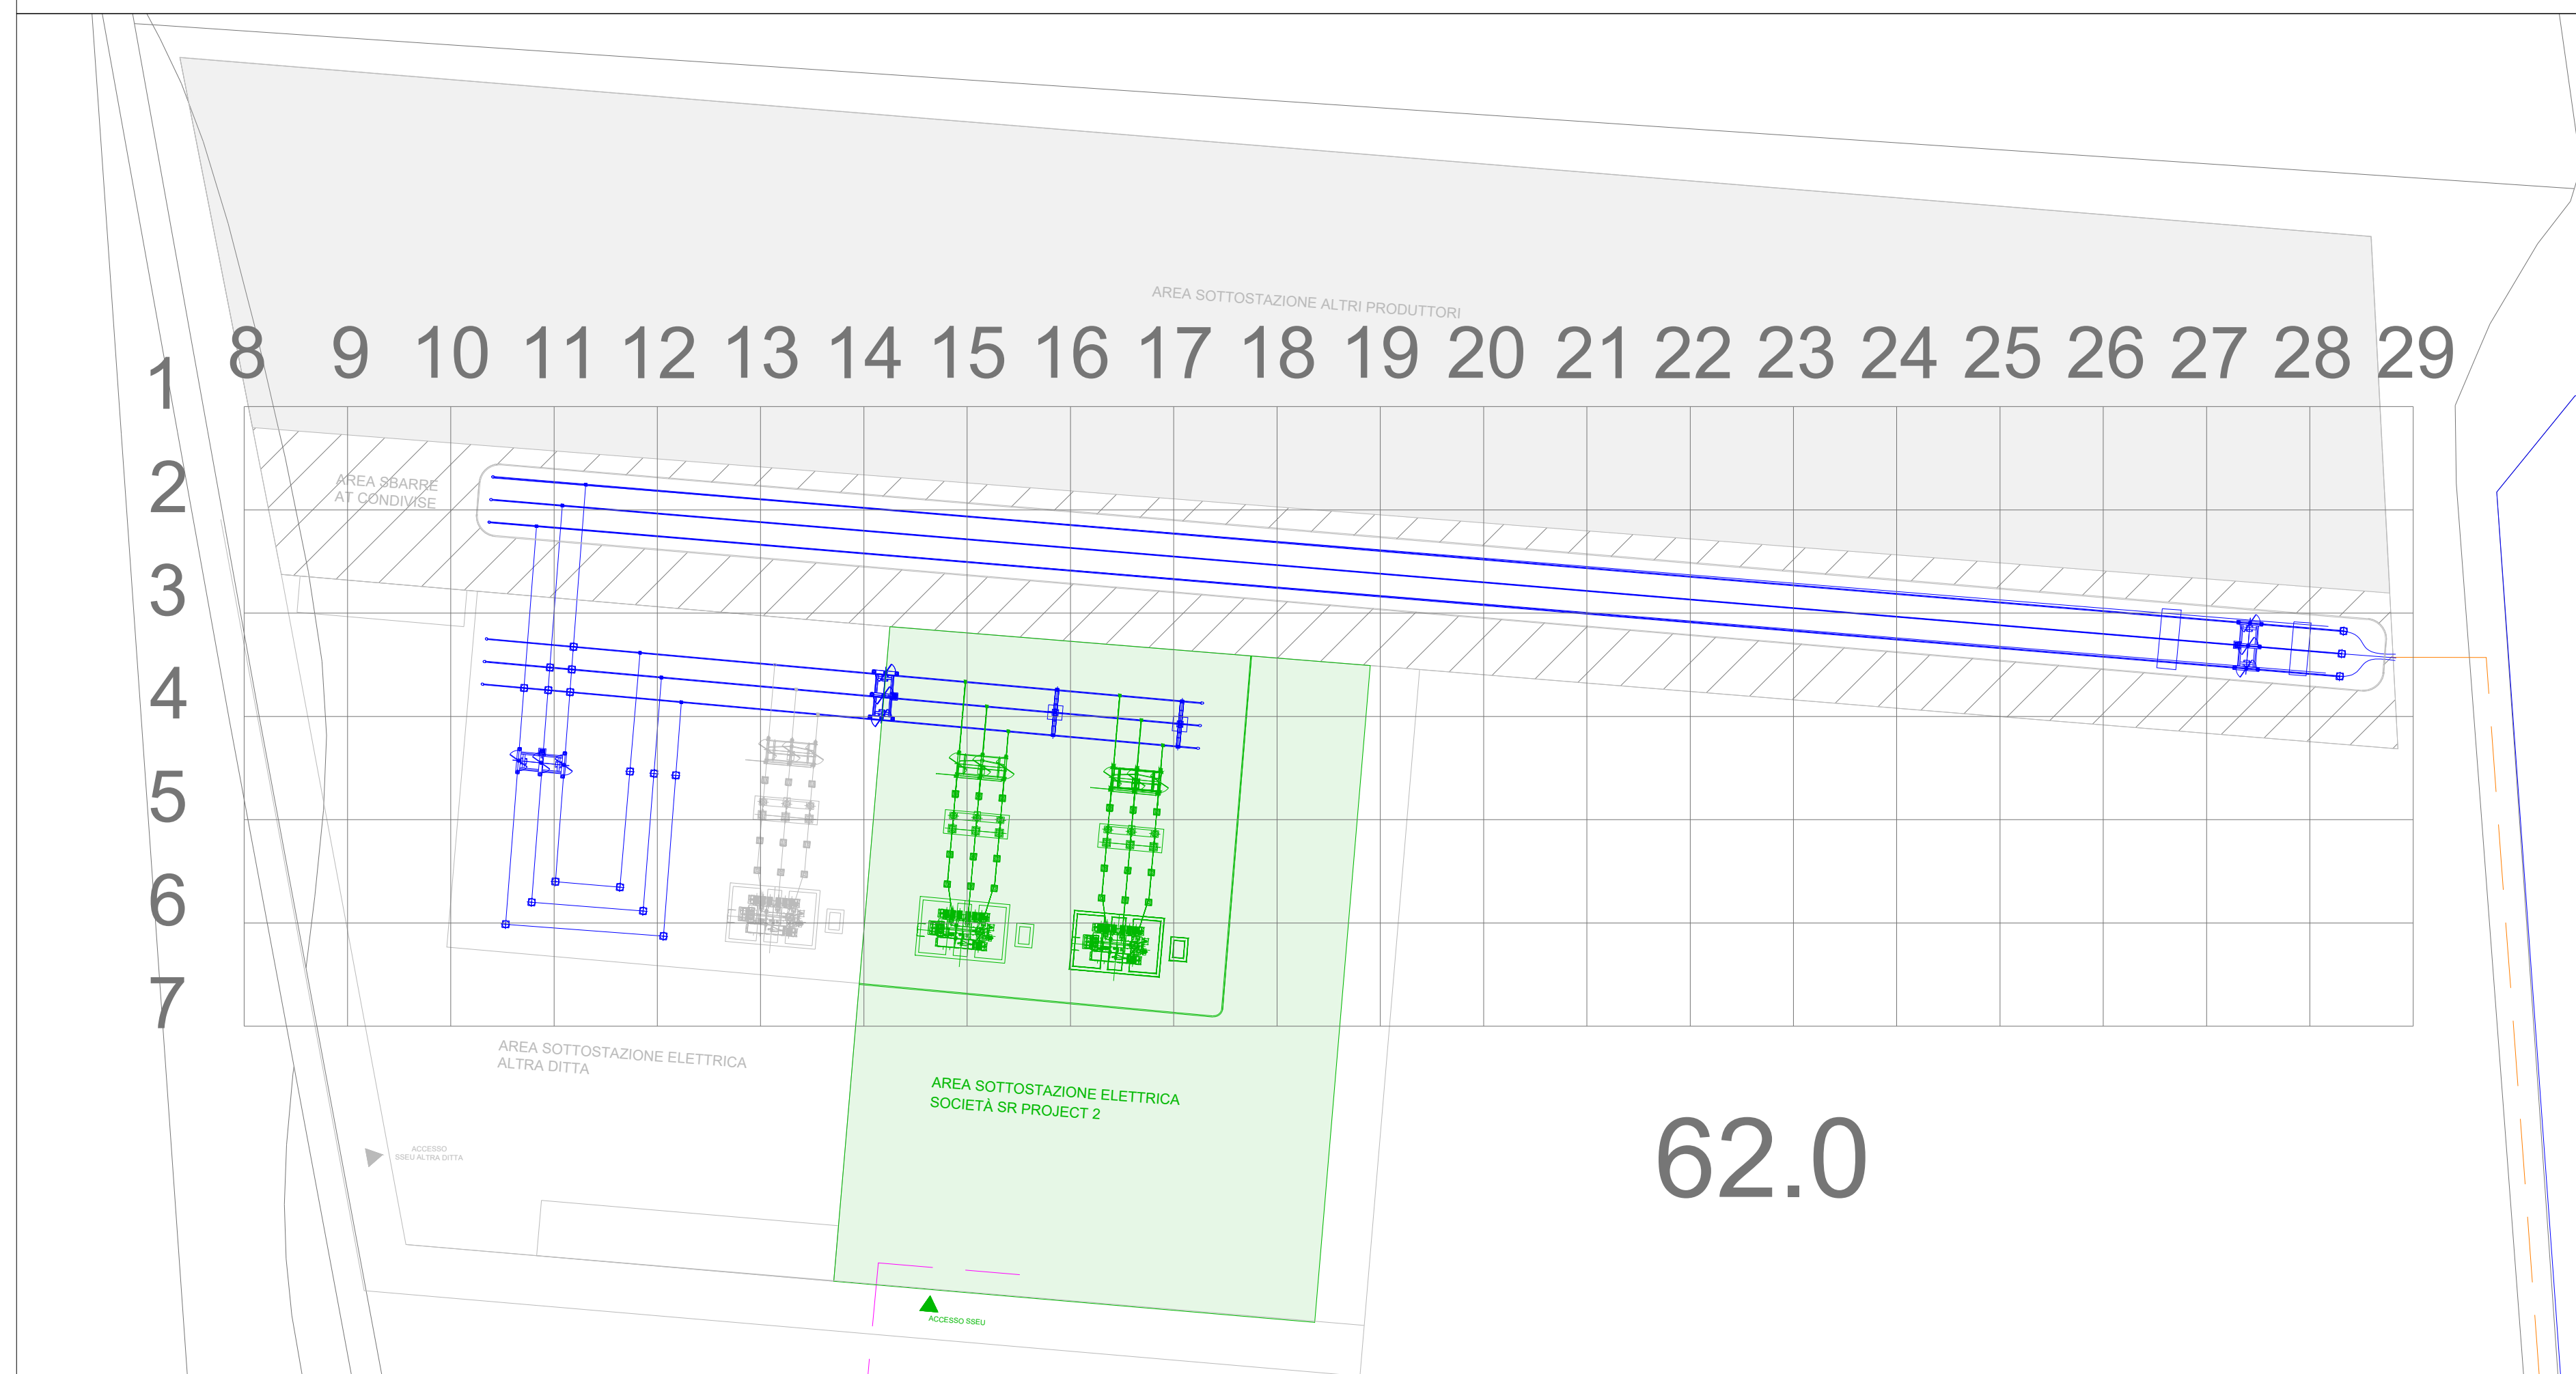 AREA SOTTOSTAZIONE ALTRI PRODUTTORI
8 9 10 11 12 13 14 15 16 17 18 19 20 21 22 23 24 25 26 27 28 29
1
2
AREA SBARRE
AT CONDIVISE
3
4
5
6
7
AREA SOTTOSTAZIONE ELETTRICA
ALTRA DITTA
AREA SOTTOSTAZIONE ELETTRICA
SOCIETÀ SR PROJECT 2
ACCESSO
SSEU ALTRA DITTA
62.0
ACCESSO SSEU